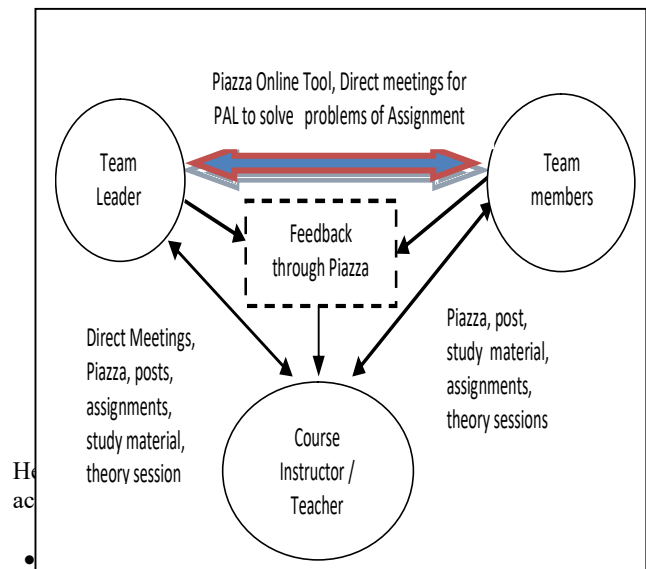 Piazza Online Tool, Direct meetings for
PAL to solve problems of Assignment
Team
Leader
Team
members
Feedback
through Piazza
Direct Meetings,
Piazza, posts,
assignments,
study material,
theory session
Piazza, post,
study material,
assignments,
theory sessions
Course
Instructor /
Teacher
•